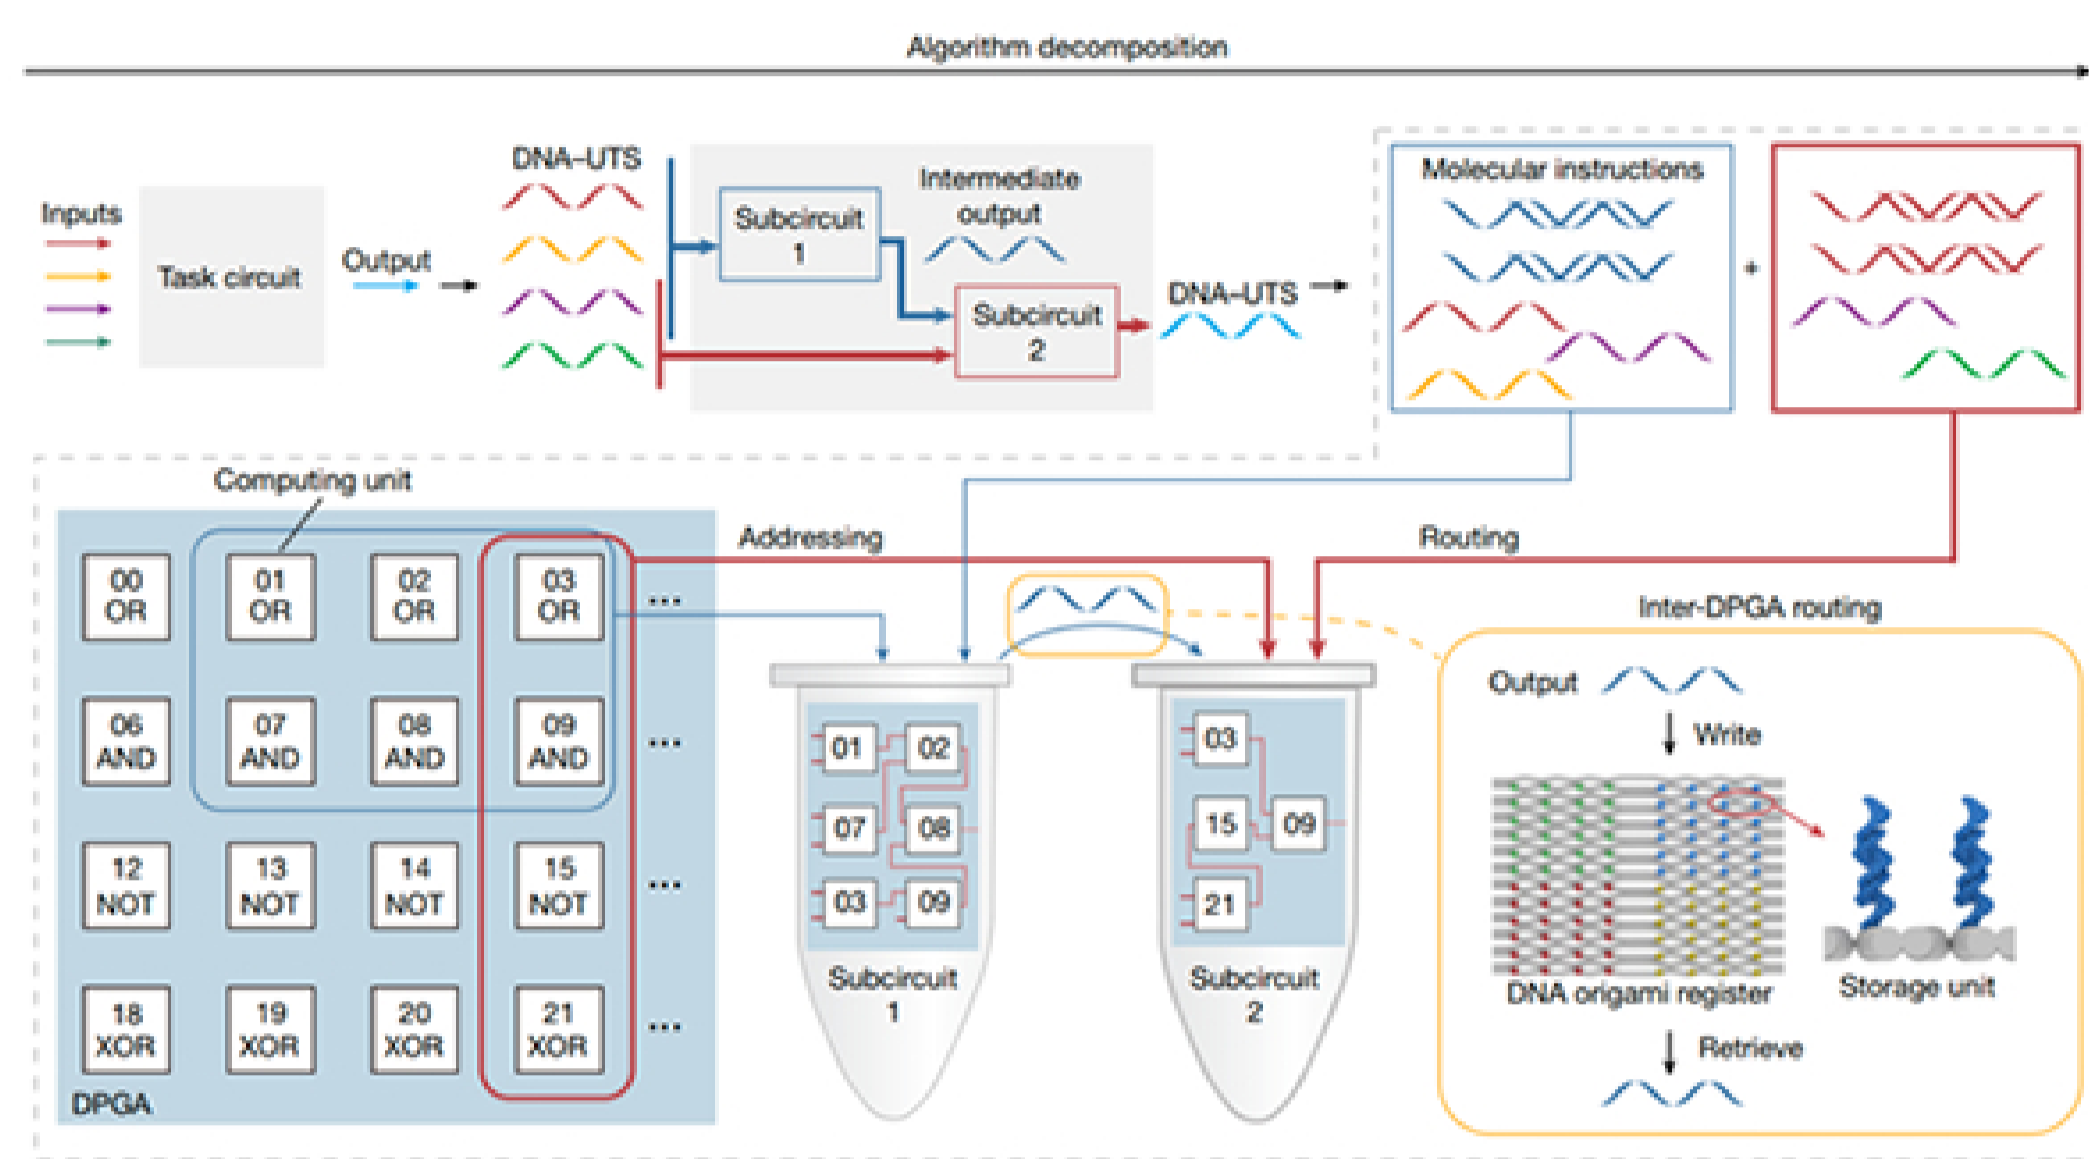 Algorithm decomposition
Inputs
Task circuit
Output
DNA–UTS
Subcircuit
1
Intermediate
output
Subcircuit
2
DNA–UTS
Molecular instructions
+
Computing unit
00
OR
01
OR
02
OR
03
OR
...
06
AND
07
AND
08
AND
09
AND
...
12
NOT
13
NOT
14
NOT
15
NOT
...
18
XOR
19
XOR
20
XOR
21
XOR
...
DPGA
Addressing
Routing
01
02
07
08
03
09
Subcircuit
1
03
15
09
21
Subcircuit
2
Inter-DPGA routing
Output
Write
DNA origami register
Storage unit
Retrieve